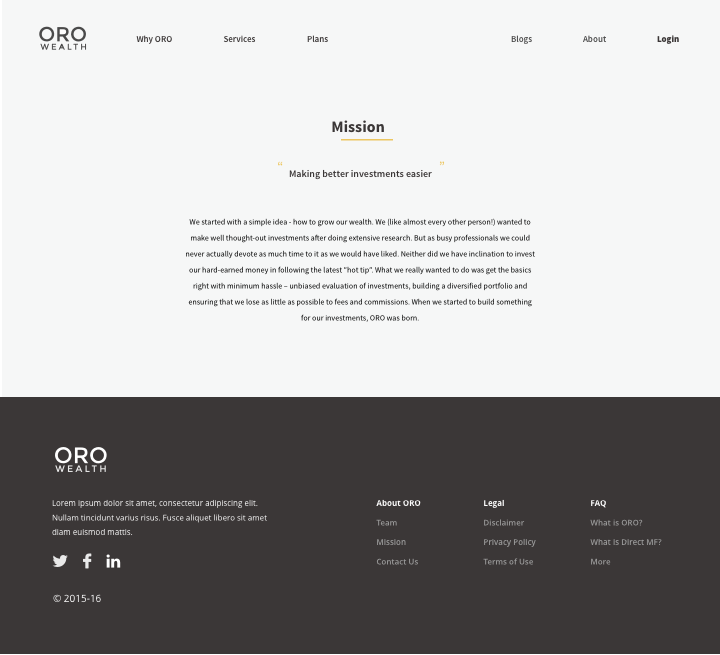 ORO
WEALTH
Why ORO Services Plans Blogs About Login
Mission
" Making better investments easier "
We started with a simple idea - how to grow our wealth. We (like almost every other person!) wanted to
make well thought-out investments after doing extensive research. But as busy professionals we could
never actually devote as much time to it as we would have liked. Neither did we have inclination to invest
our hard-earned money in following the latest "hot tip". What we really wanted to do was get the basics
right with minimum hassle – unbiased evaluation of investments, building a diversified portfolio and
ensuring that we lose as little as possible to fees and commissions. When we started to build something
for our investments, ORO was born.
ORO
WEALTH
Lorem ipsum dolor sit amet, consectetur adipiscing elit.
Nullam tincidunt varius risus. Fusce aliquet libero sit amet
diam euismod mattis.
© 2015-16
About ORO
Team
Mission
Contact Us
Legal
Disclaimer
Privacy Policy
Terms of Use
FAQ
What is ORO?
What is Direct MF?
More